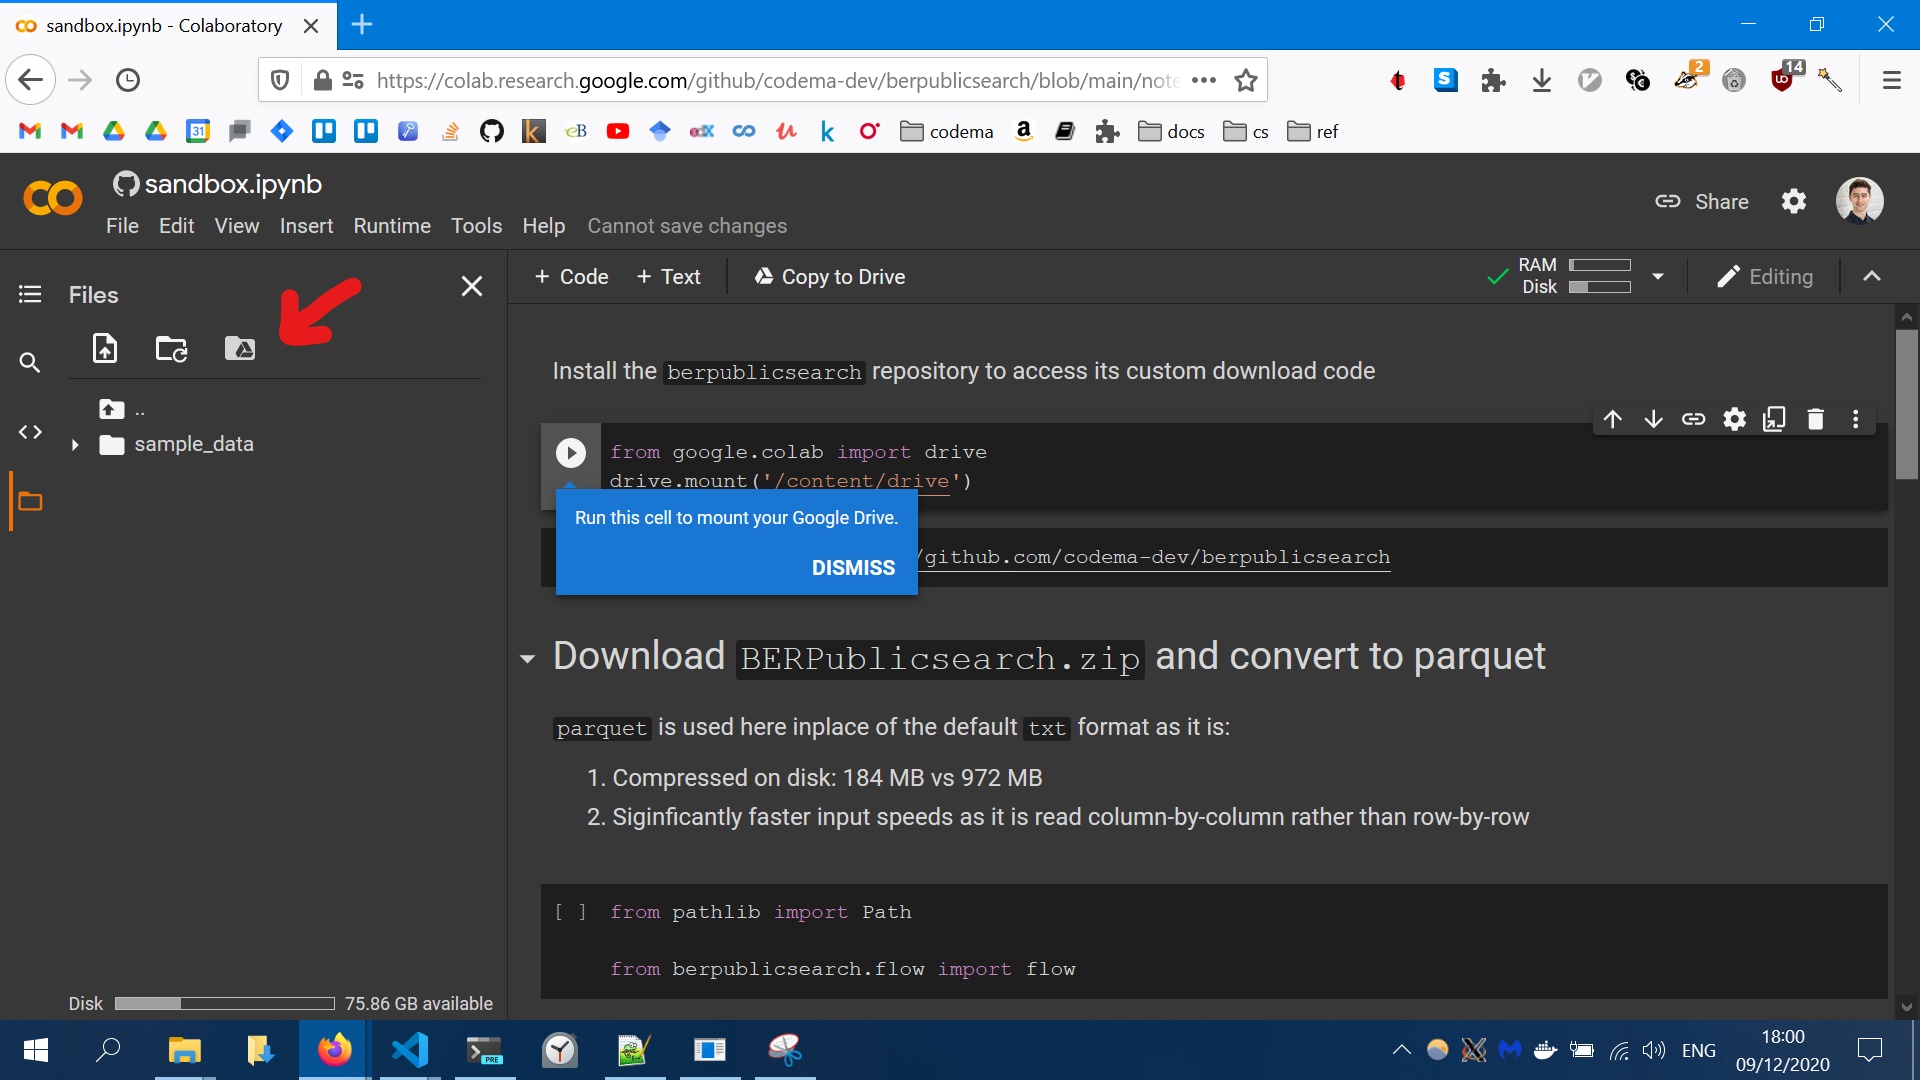 sandbox.ipynb - Colaboratory
https://colab.research.google.com/github/codema-dev/berpublicsearch/blob/main/note
2
14
31
codema
docs
cs
ref
sandbox.ipynb
File Edit View Insert Runtime Tools Help Cannot save changes
Share
Files
+ Code + Text Copy to Drive
RAM
Disk
Editing
..
sample_data
Install the berpublicsearch repository to access its custom download code
from google.colab import drive
drive.mount('/content/drive')
Run this cell to mount your Google Drive.
DISMISS
/github.com/codema-dev/berpublicsearch
Download BERPublicsearch.zip and convert to parquet
parquet is used here inplace of the default txt format as it is:
1. Compressed on disk: 184 MB vs 972 MB
2. Siginficantly faster input speeds as it is read column-by-column rather than row-by-row
[ ] from pathlib import Path
from berpublicsearch.flow import flow
Disk 75.86 GB available
PRE
ENG
18:00
09/12/2020